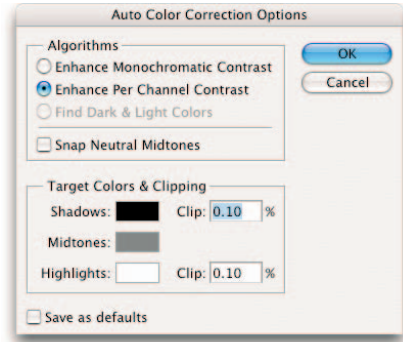 Auto Color Correction Options
Algorithms
Enhance Monochromatic Contrast
Enhance Per Channel Contrast
Find Dark & Light Colors
Snap Neutral Midtones
OK
Cancel
Target Colors & Clipping
Shadows: Clip: 0.10 %
Midtones:
Highlights: Clip: 0.10 %
Save as defaults